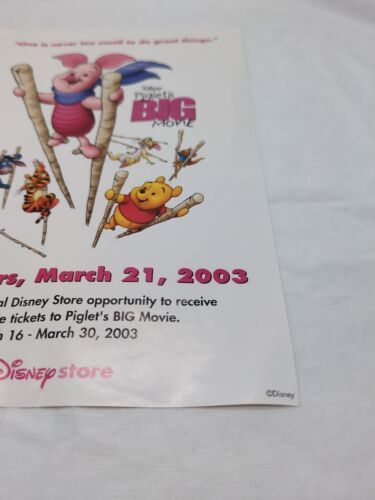 "One is never too small to do great things."
Disney's
Piglet's
BIG
MOVIE
rs, March 21, 2003
al Disney Store opportunity to receive
e tickets to Piglet's BIG Movie.
h 16 - March 30, 2003
Disney store
©Disney